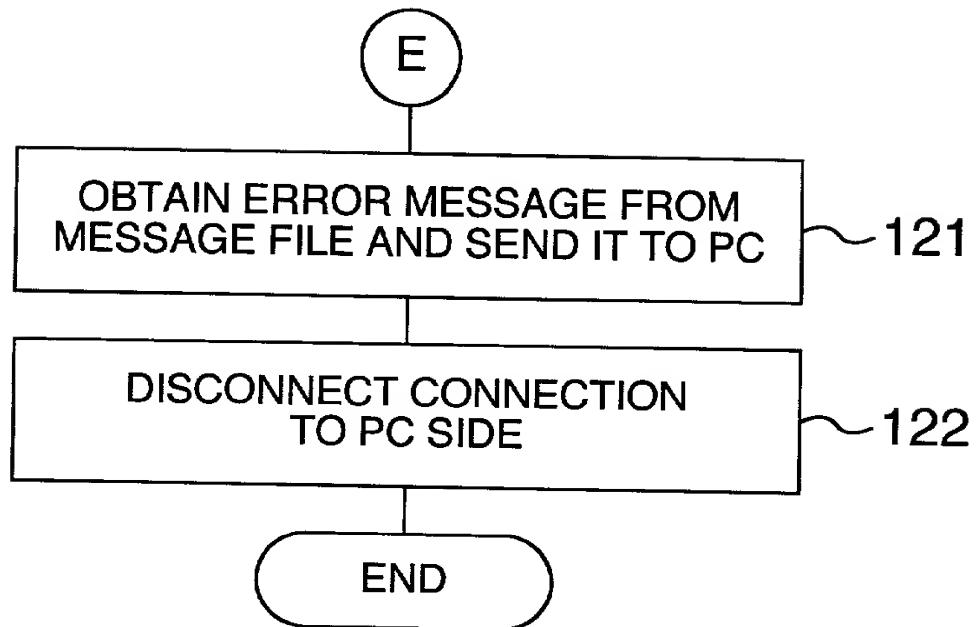 E
OBTAIN ERROR MESSAGE FROM
MESSAGE FILE AND SEND IT TO PC
121
DISCONNECT CONNECTION
TO PC SIDE
122
END